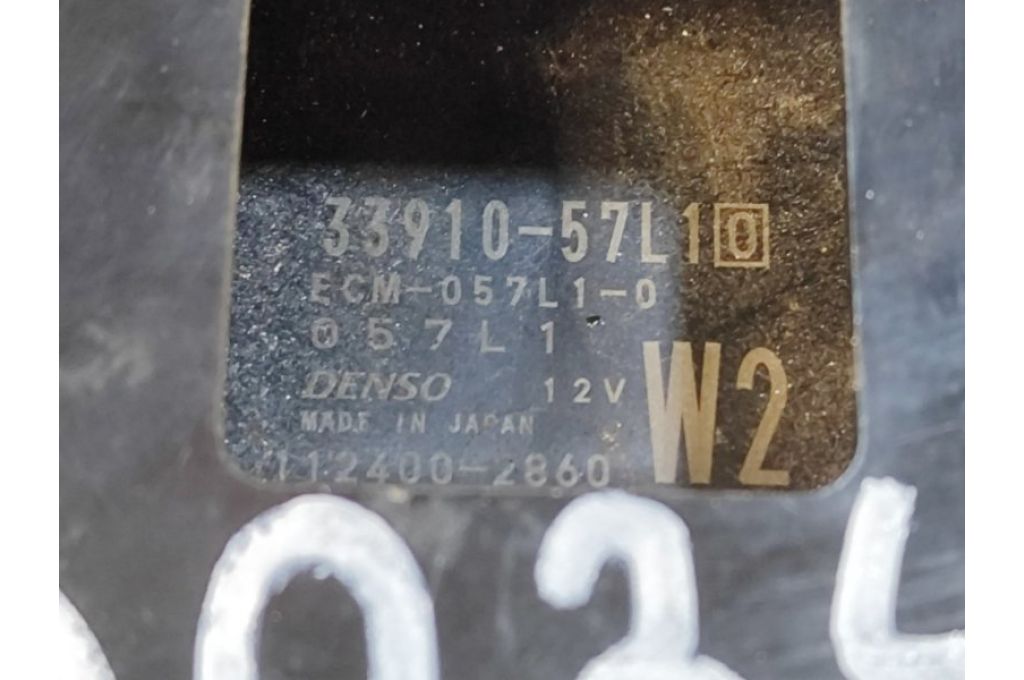 33910-57L10
ECM-057L1-0
057L1
DENSO 12V W2
MADE IN JAPAN
112400-2860